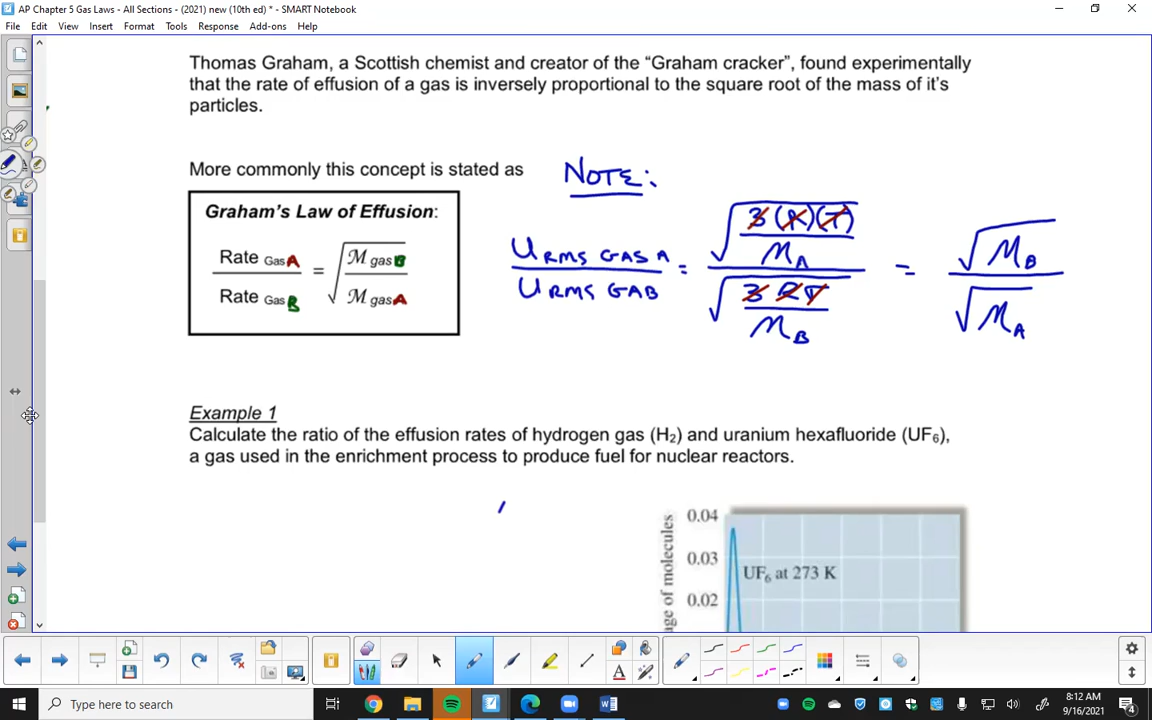 AP Chapter 5 Gas Laws - All Sections - (2021) new (10th ed) * - SMART Notebook
File Edit View Insert Format Tools Response Add-ons Help
Thomas Graham, a Scottish chemist and creator of the “Graham cracker”, found experimentally
that the rate of effusion of a gas is inversely proportional to the square root of the mass of it’s
particles.
More commonly this concept is stated as
NOTE:
Graham’s Law of Effusion:
Rate Gas A / Rate Gas B = √(M gas B / M gas A)
URMS GAS A / URMS GAB = √(3(R)(T) / MA) / √(3RT / MB) = √MB / √MA
Example 1
Calculate the ratio of the effusion rates of hydrogen gas (H₂) and uranium hexafluoride (UF₆),
a gas used in the enrichment process to produce fuel for nuclear reactors.
0.04
0.03
0.02
age of molecules
UF₆ at 273 K
Type here to search
8:12 AM
9/16/2021
4